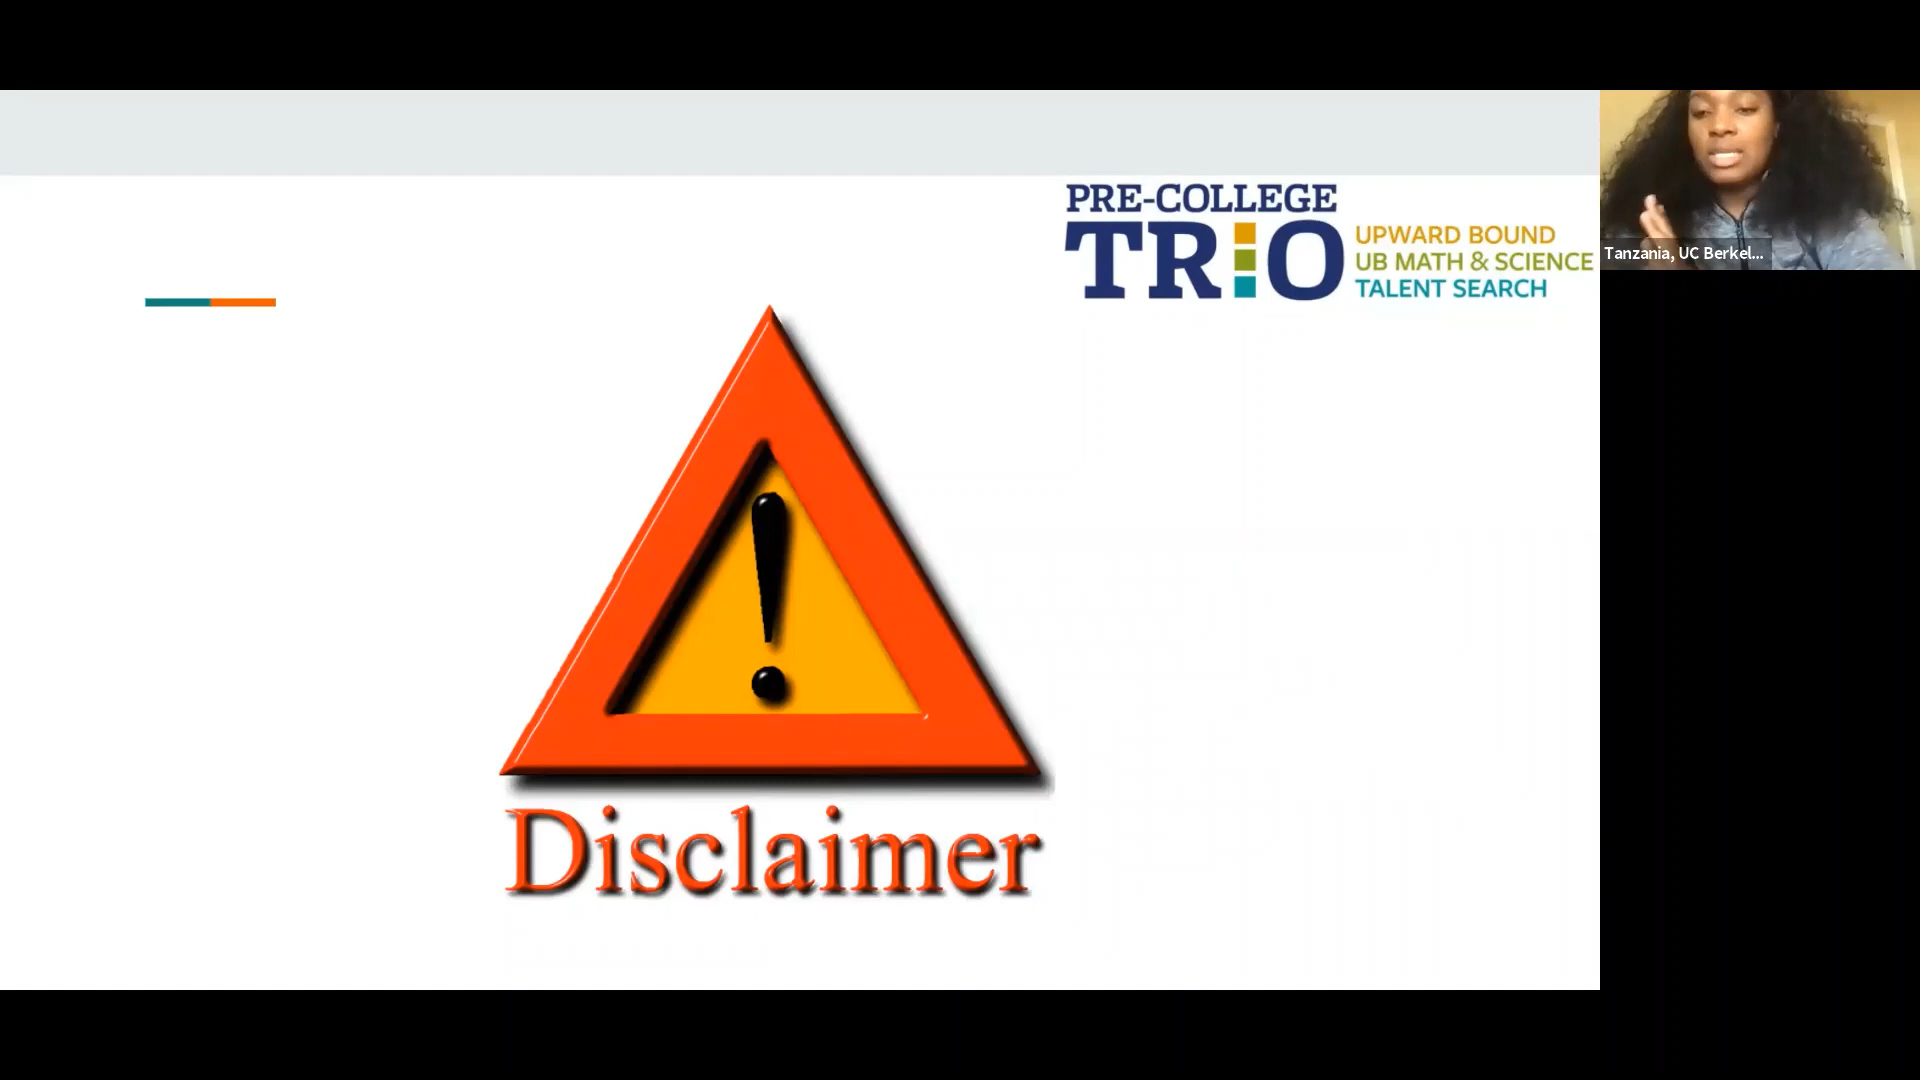 PRE-COLLEGE
TRIO
UPWARD BOUND
UB MATH & SCIENCE
TALENT SEARCH
Tanzania, UC Berkel...
!
Disclaimer